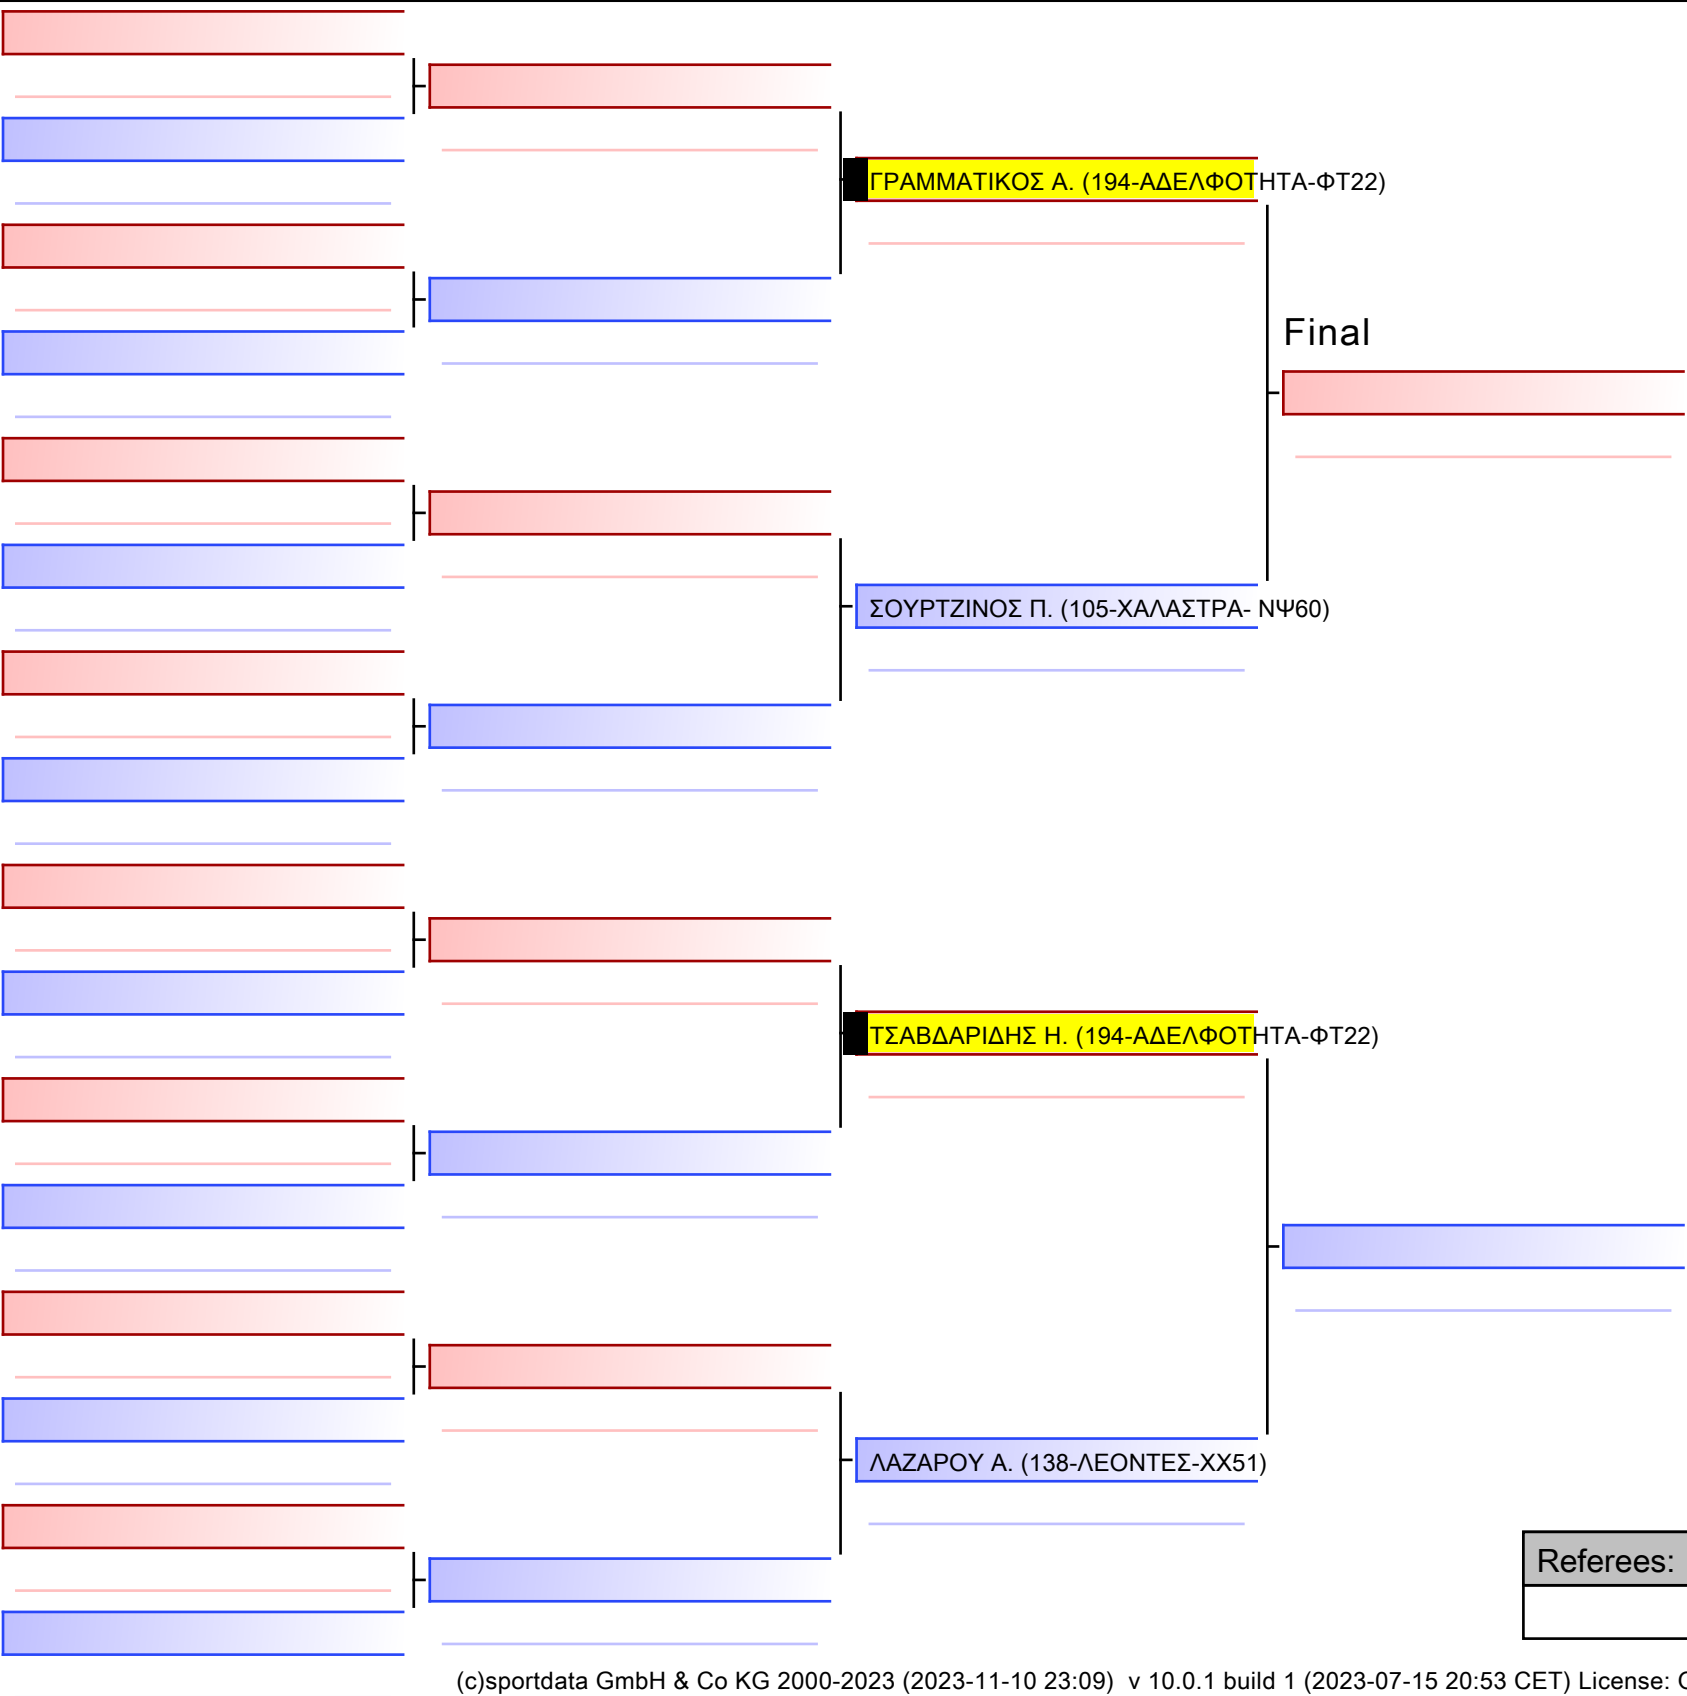 ΓΡΑΜΜΑΤΙΚΟΣ Α. (194-ΑΔΕΛΦΟΤΗΤΑ-ΦΤ22)
Final
ΣΟΥΡΤΖΙΝΟΣ Π. (105-ΧΑΛΑΣΤΡΑ- ΝΨ60)
ΤΣΑΒΔΑΡΙΔΗΣ Η. (194-ΑΔΕΛΦΟΤΗΤΑ-ΦΤ22)
ΛΑΖΑΡΟΥ Α. (138-ΛΕΟΝΤΕΣ-ΧΧ51)
Referees:
(c)sportdata GmbH & Co KG 2000-2023 (2023-11-10 23:09) v 10.0.1 build 1 (2023-07-15 20:53 CET) License: